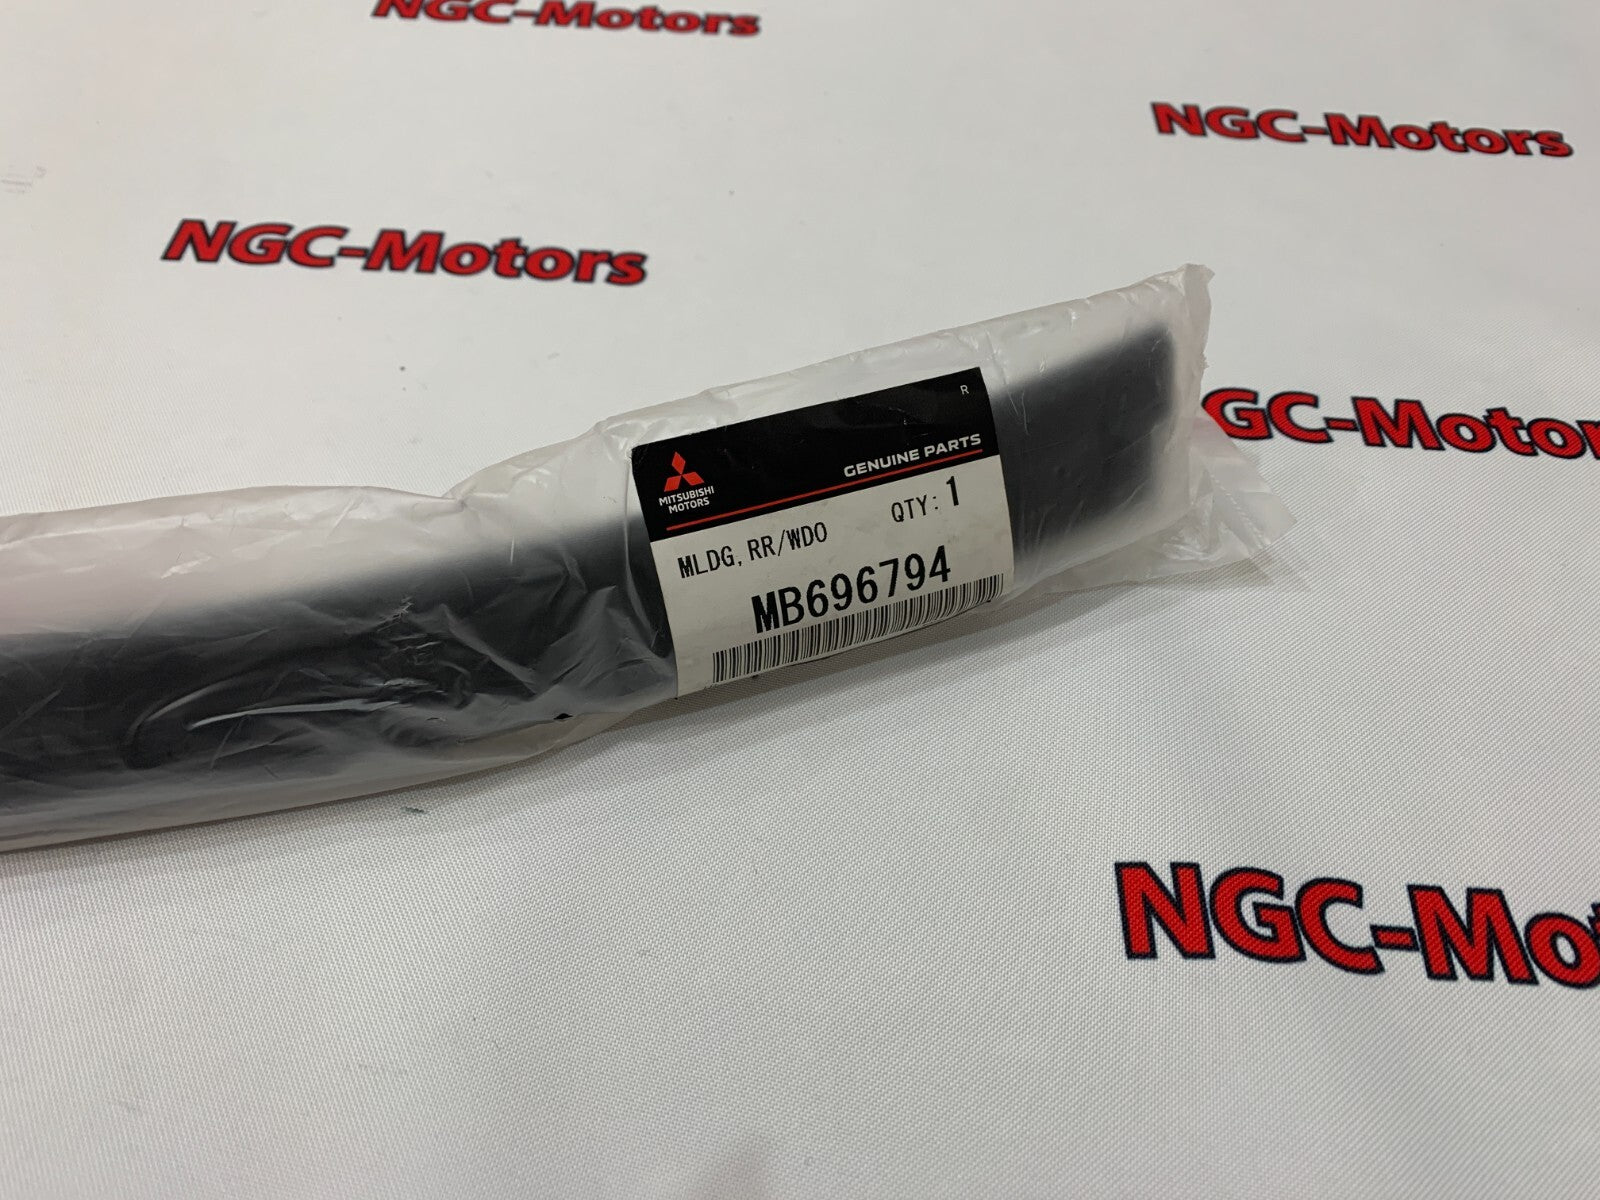 NGC-Motors
NGC-Motors
NGC-Motors
GC-Motor
R
MITSUBISHI
MOTORS
GENUINE PARTS
MLDG, RR/WDO
QTY: 1
MB696794
NGC-Mot